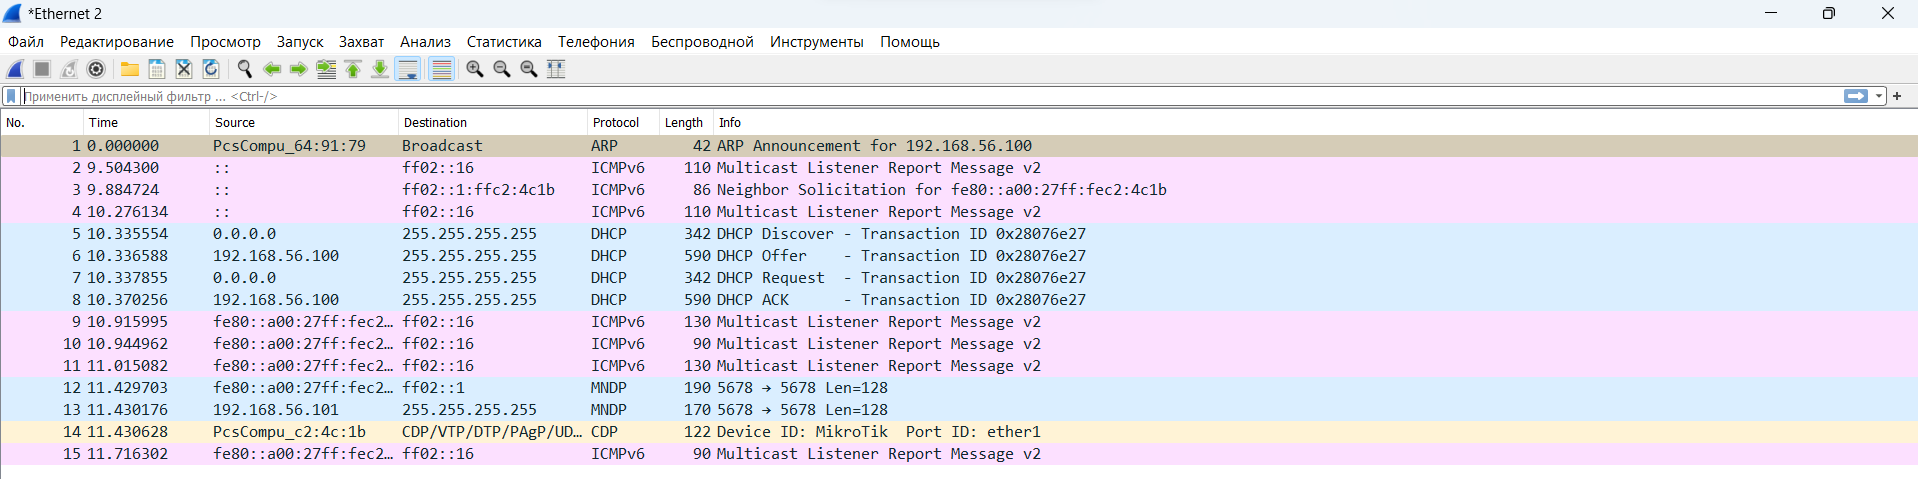 *Ethernet 2
Файл Редактирование Просмотр Запуск Захват Анализ Статистика Телефония Беспроводной Инструменты Помощь
Применить дисплейный фильтр ... <Ctrl-/>
No. Time Source Destination Protocol Length Info
1 0.000000 PcsCompu_64:91:79 Broadcast ARP 42 ARP Announcement for 192.168.56.100
2 9.504300 :: ff02::16 ICMPv6 110 Multicast Listener Report Message v2
3 9.884724 :: ff02::1:ffc2:4c1b ICMPv6 86 Neighbor Solicitation for fe80::a00:27ff:fec2:4c1b
4 10.276134 :: ff02::16 ICMPv6 110 Multicast Listener Report Message v2
5 10.335554 0.0.0.0 255.255.255.255 DHCP 342 DHCP Discover - Transaction ID 0x28076e27
6 10.336588 192.168.56.100 255.255.255.255 DHCP 590 DHCP Offer - Transaction ID 0x28076e27
7 10.337855 0.0.0.0 255.255.255.255 DHCP 342 DHCP Request - Transaction ID 0x28076e27
8 10.370256 192.168.56.100 255.255.255.255 DHCP 590 DHCP ACK - Transaction ID 0x28076e27
9 10.915995 fe80::a00:27ff:fec2… ff02::16 ICMPv6 130 Multicast Listener Report Message v2
10 10.944962 fe80::a00:27ff:fec2… ff02::16 ICMPv6 90 Multicast Listener Report Message v2
11 11.015082 fe80::a00:27ff:fec2… ff02::16 ICMPv6 130 Multicast Listener Report Message v2
12 11.429703 fe80::a00:27ff:fec2… ff02::1 MNDP 190 5678 → 5678 Len=128
13 11.430176 192.168.56.101 255.255.255.255 MNDP 170 5678 → 5678 Len=128
14 11.430628 PcsCompu_c2:4c:1b CDP/VTP/DTP/PAgP/UD… CDP 122 Device ID: MikroTik Port ID: ether1
15 11.716302 fe80::a00:27ff:fec2… ff02::16 ICMPv6 90 Multicast Listener Report Message v2